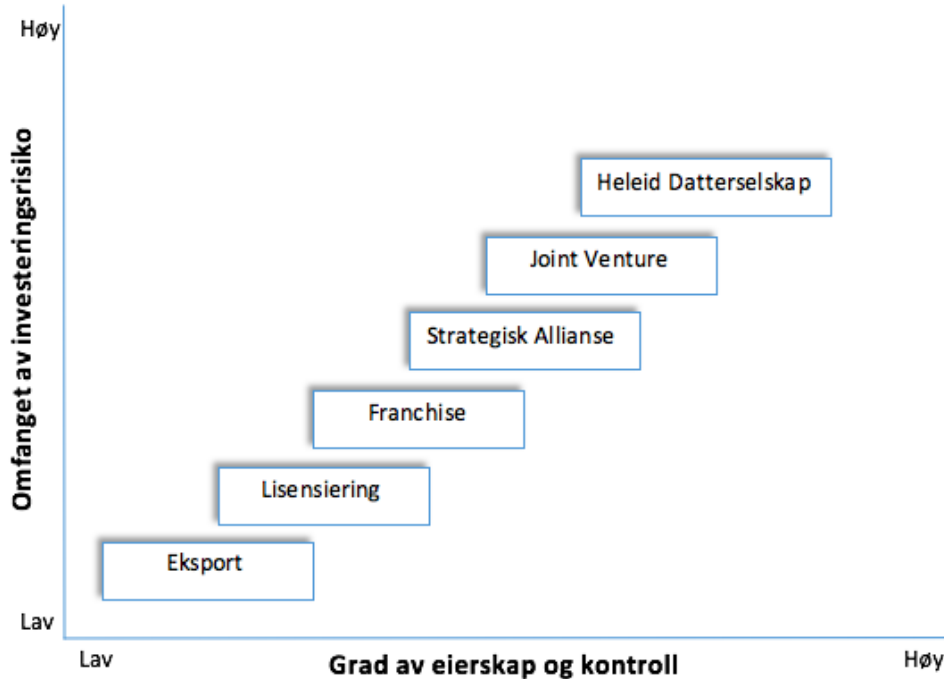 Høy
Omfanget av investeringsrisiko
Heleid Datterselskap
Joint Venture
Strategisk Allianse
Franchise
Lisensiering
Eksport
Lav
Lav
Grad av eierskap og kontroll
Høy